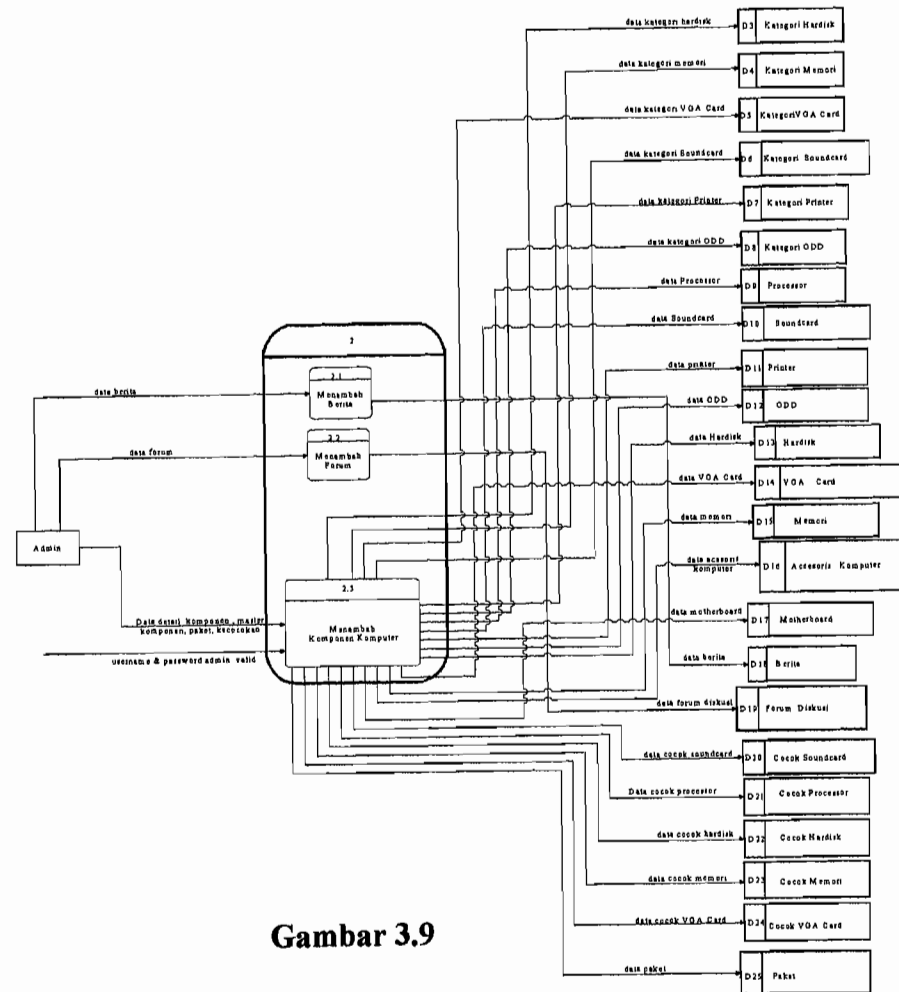 data kategori hardisk
D3 Kategori Hardisk
data kategori memori
D4 Kategori Memori
data kategori VGA Card
D5 KategoriVGA Card
data kategori Soundcard
D6 Kategori Soundcard
data kategori Printer
D7 Kategori Printer
data kategori ODD
D8 Kategori ODD
data Processor
D9 Processor
data Soundcard
D10 Soundcard
data printer
D11 Printer
data ODD
D12 ODD
data Hardisk
D13 Hardisk
data VGA Card
D14 VGA Card
data memori
D15 Memori
data acesoris
komputer
D16 Accesoris Komputer
data motherboard
D17 Motherboard
data berita
D18 Berita
data forum diskusi
D19 Forum Diskusi
data cocok soundcard
D20 Cocok Soundcard
Data cocok processor
D21 Cocok Processor
data cocok hardisk
D22 Cocok Hardisk
data cocok memori
D23 Cocok Memori
data cocok VGA Card
D24 Cocok VGA Card
data paket
D25 Paket
2
2.1
Menambah
Berita
2.2
Menambah
Forum
2.3
Menambah
Komponen Komputer
data berita
data forum
Admin
Data detail komponen, master
komponen, paket, kecocokan
username & password admin valid
Gambar 3.9